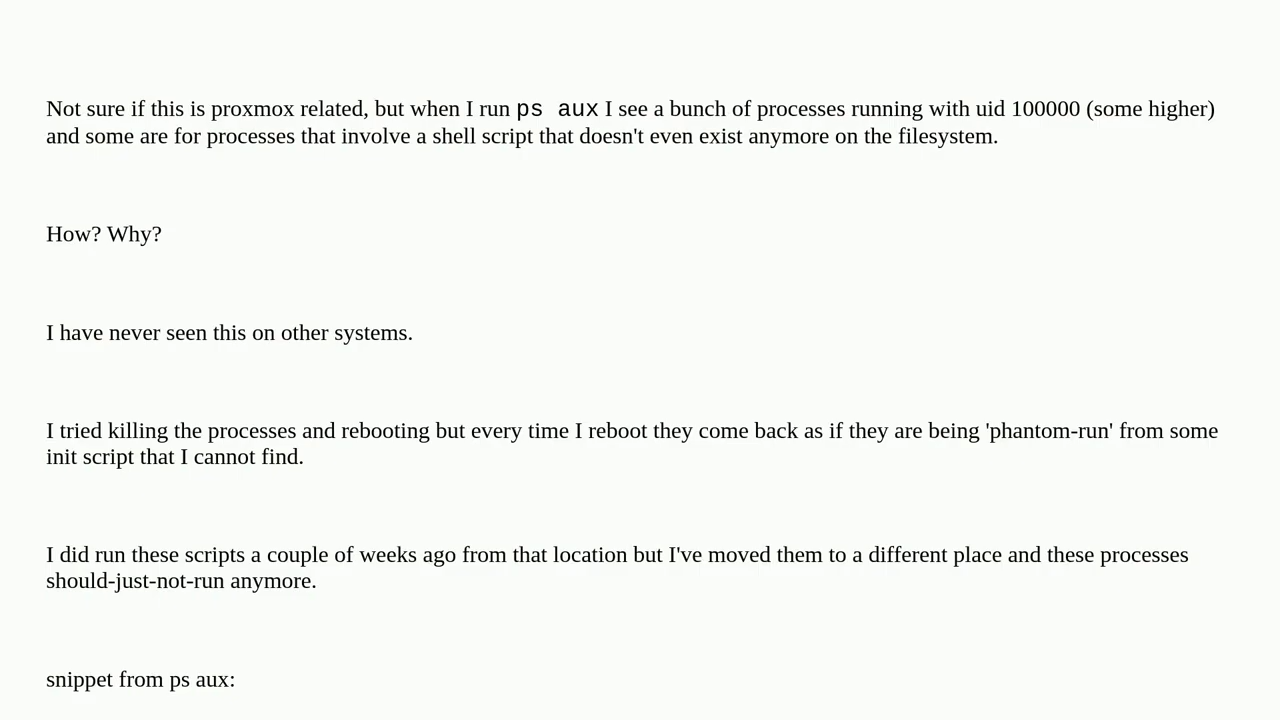 Not sure if this is proxmox related, but when I run ps aux I see a bunch of processes running with uid 100000 (some higher)
and some are for processes that involve a shell script that doesn't even exist anymore on the filesystem.
How? Why?
I have never seen this on other systems.
I tried killing the processes and rebooting but every time I reboot they come back as if they are being 'phantom-run' from some
init script that I cannot find.
I did run these scripts a couple of weeks ago from that location but I've moved them to a different place and these processes
should-just-not-run anymore.
snippet from ps aux: